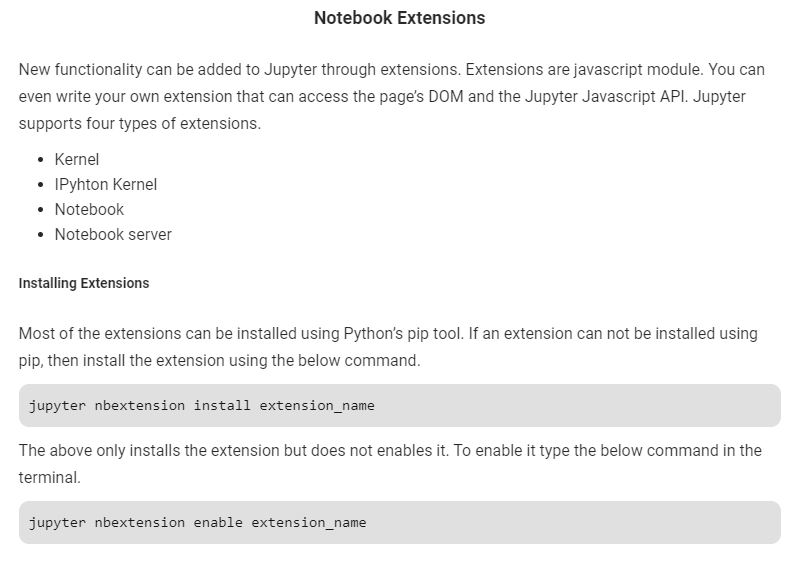 Notebook Extensions
New functionality can be added to Jupyter through extensions. Extensions are javascript module. You can
even write your own extension that can access the page's DOM and the Jupyter Javascript API. Jupyter
supports four types of extensions.
• Kernel
• IPyhton Kernel
• Notebook
• Notebook server
Installing Extensions
Most of the extensions can be installed using Python's pip tool. If an extension can not be installed using
pip, then install the extension using the below command.
jupyter nbextension install extension_name
The above only installs the extension but does not enables it. To enable it type the below command in the
terminal.
jupyter nbextension enable extension_name